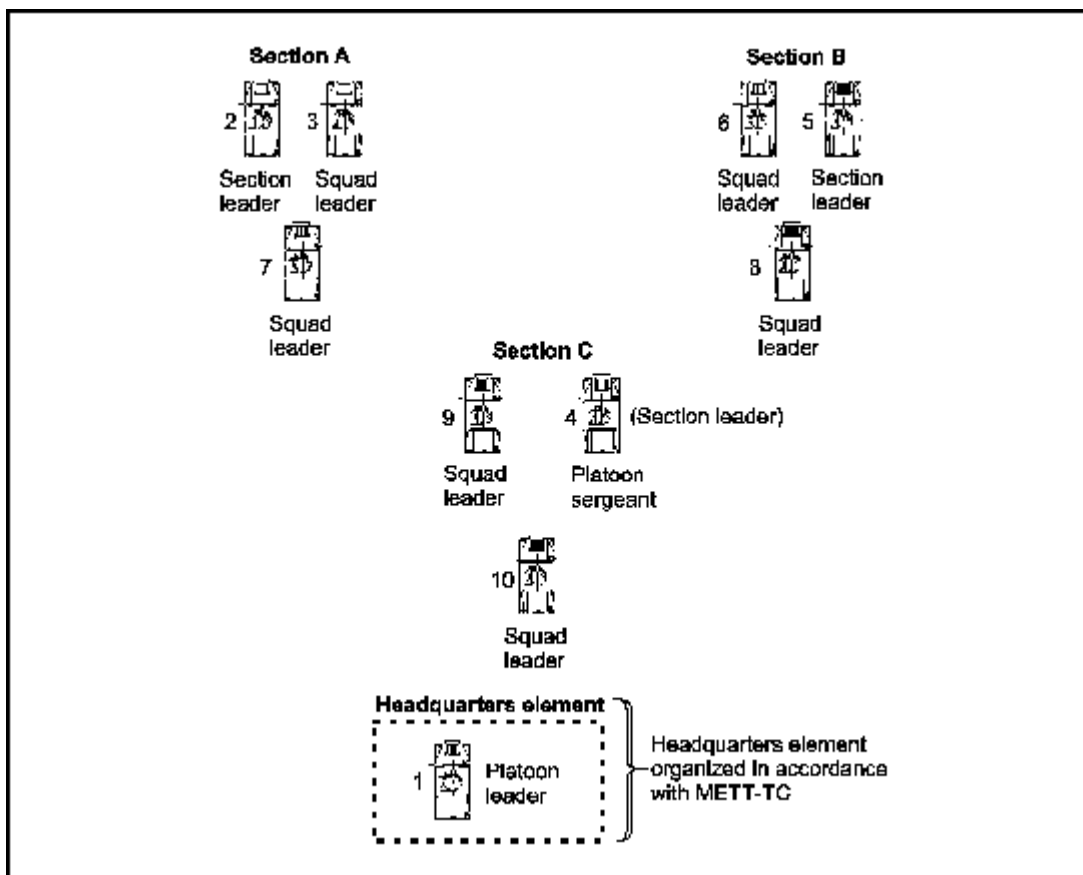 Section A
Section B
2
3
6
5
Section
leader
Squad
leader
Squad
leader
Section
leader
7
8
Squad
leader
Squad
leader
Section C
9
4
(Section leader)
Squad
leader
Platoon
sergeant
10
Squad
leader
Headquarters element
1
Platoon
leader
Headquarters element
organized in accordance
with METT-TC